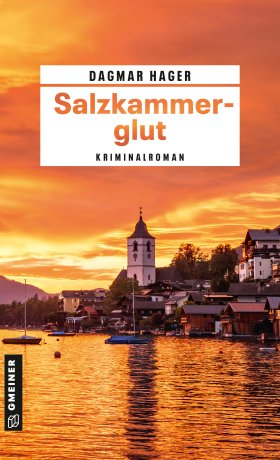 DAGMAR HAGER
Salzkammer-
glut
KRIMINALROMAN
GMEINER